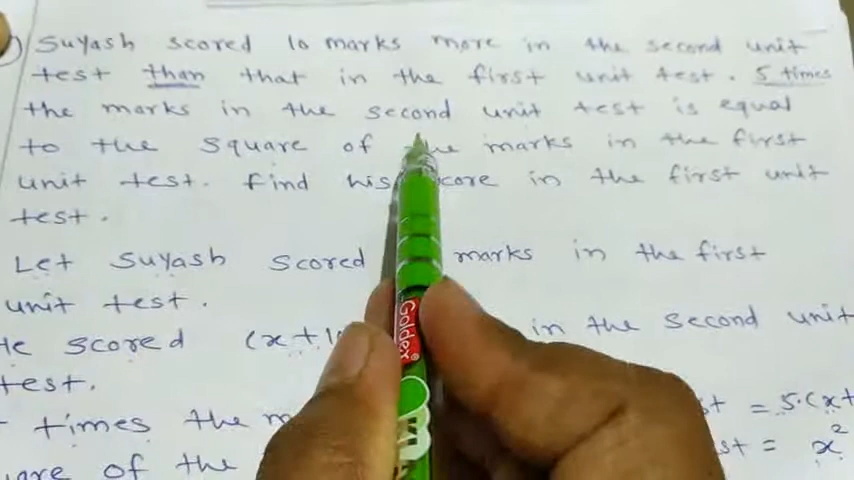 Suyash scored 10 marks more in the second unit
test than that in the first unit test. 5 times
the marks in the second unit test is equal
to the square of the marks in the first
unit test. Find his score in the first unit
test.
Let Suyash scored marks in the first
unit test.
scored (x+1 in the second unit
test.
times the = 5.(x+
of the = x²
Golder®